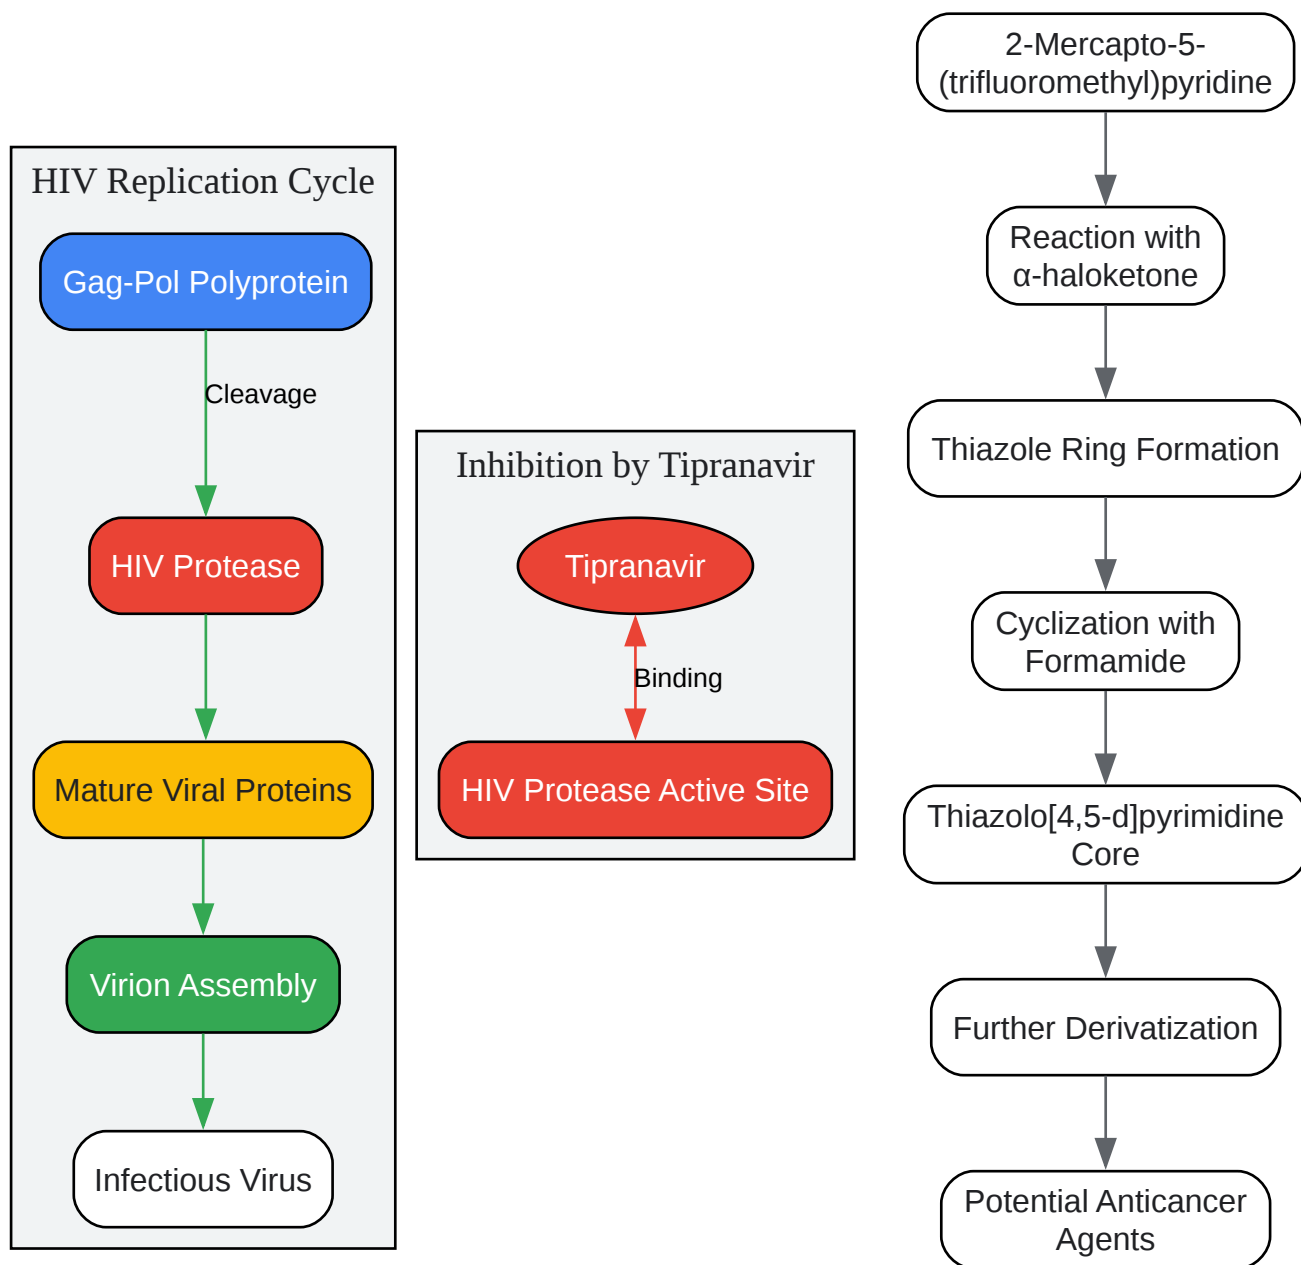 HIV Replication Cycle
Gag-Pol Polyprotein
Cleavage
HIV Protease
Mature Viral Proteins
Virion Assembly
Infectious Virus
Inhibition by Tipranavir
Tipranavir
Binding
HIV Protease Active Site
2-Mercapto-5-
(trifluoromethyl)pyridine
Reaction with
α-haloketone
Thiazole Ring Formation
Cyclization with
Formamide
Thiazolo[4,5-d]pyrimidine
Core
Further Derivatization
Potential Anticancer
Agents